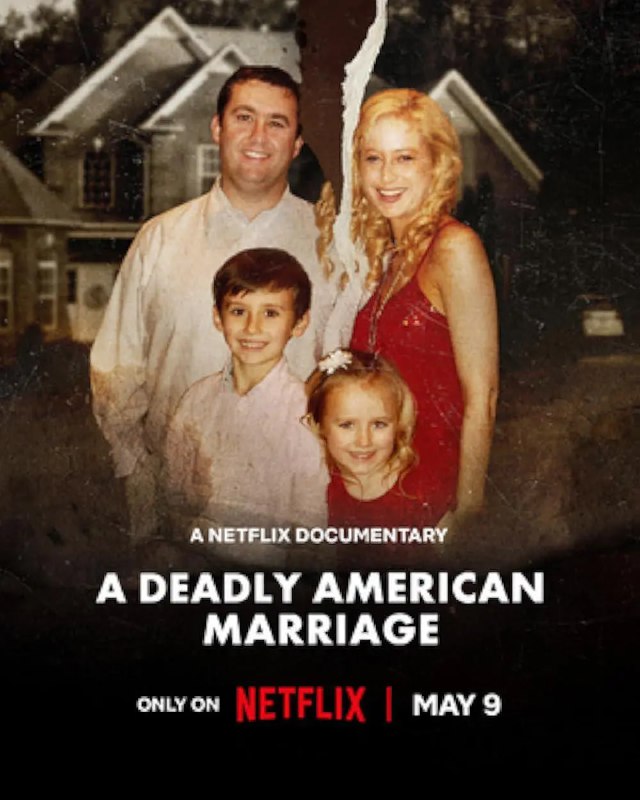 A NETFLIX DOCUMENTARY
A DEADLY AMERICAN
MARRIAGE
ONLY ON NETFLIX | MAY 9